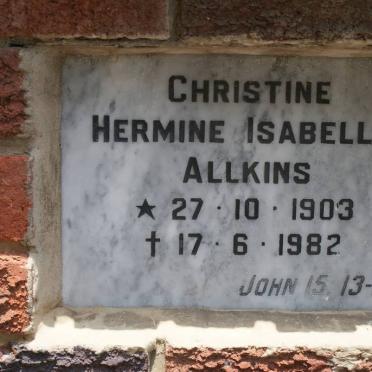 CHRISTINE
HERMINE ISABELL
ALLKINS
★ 27 · 10 · 1903
† 17 · 6 · 1982
JOHN 15, 13-